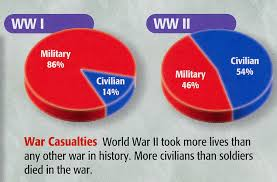 WW I
WW II
Military
86%
Civilian
14%
Military
46%
Civilian
54%
War Casualties World War II took more lives than
any other war in history. More civilians than soldiers
died in the war.